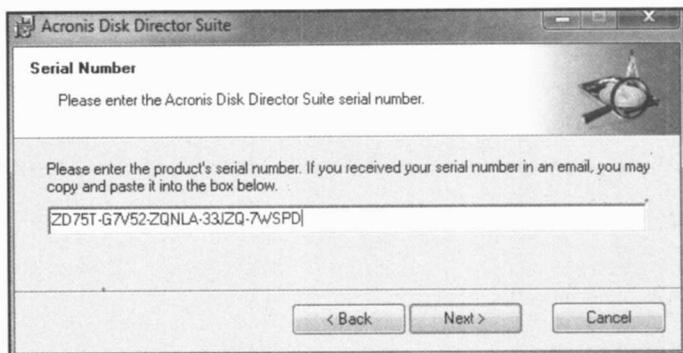 Acronis Disk Director Suite
Serial Number
Please enter the Acronis Disk Director Suite serial number.
Please enter the product's serial number. If you received your serial number in an email, you may
copy and paste it into the box below.
ZD75T-G7V52-ZQNLA-33JZQ-7WSPD
< Back
Next >
Cancel